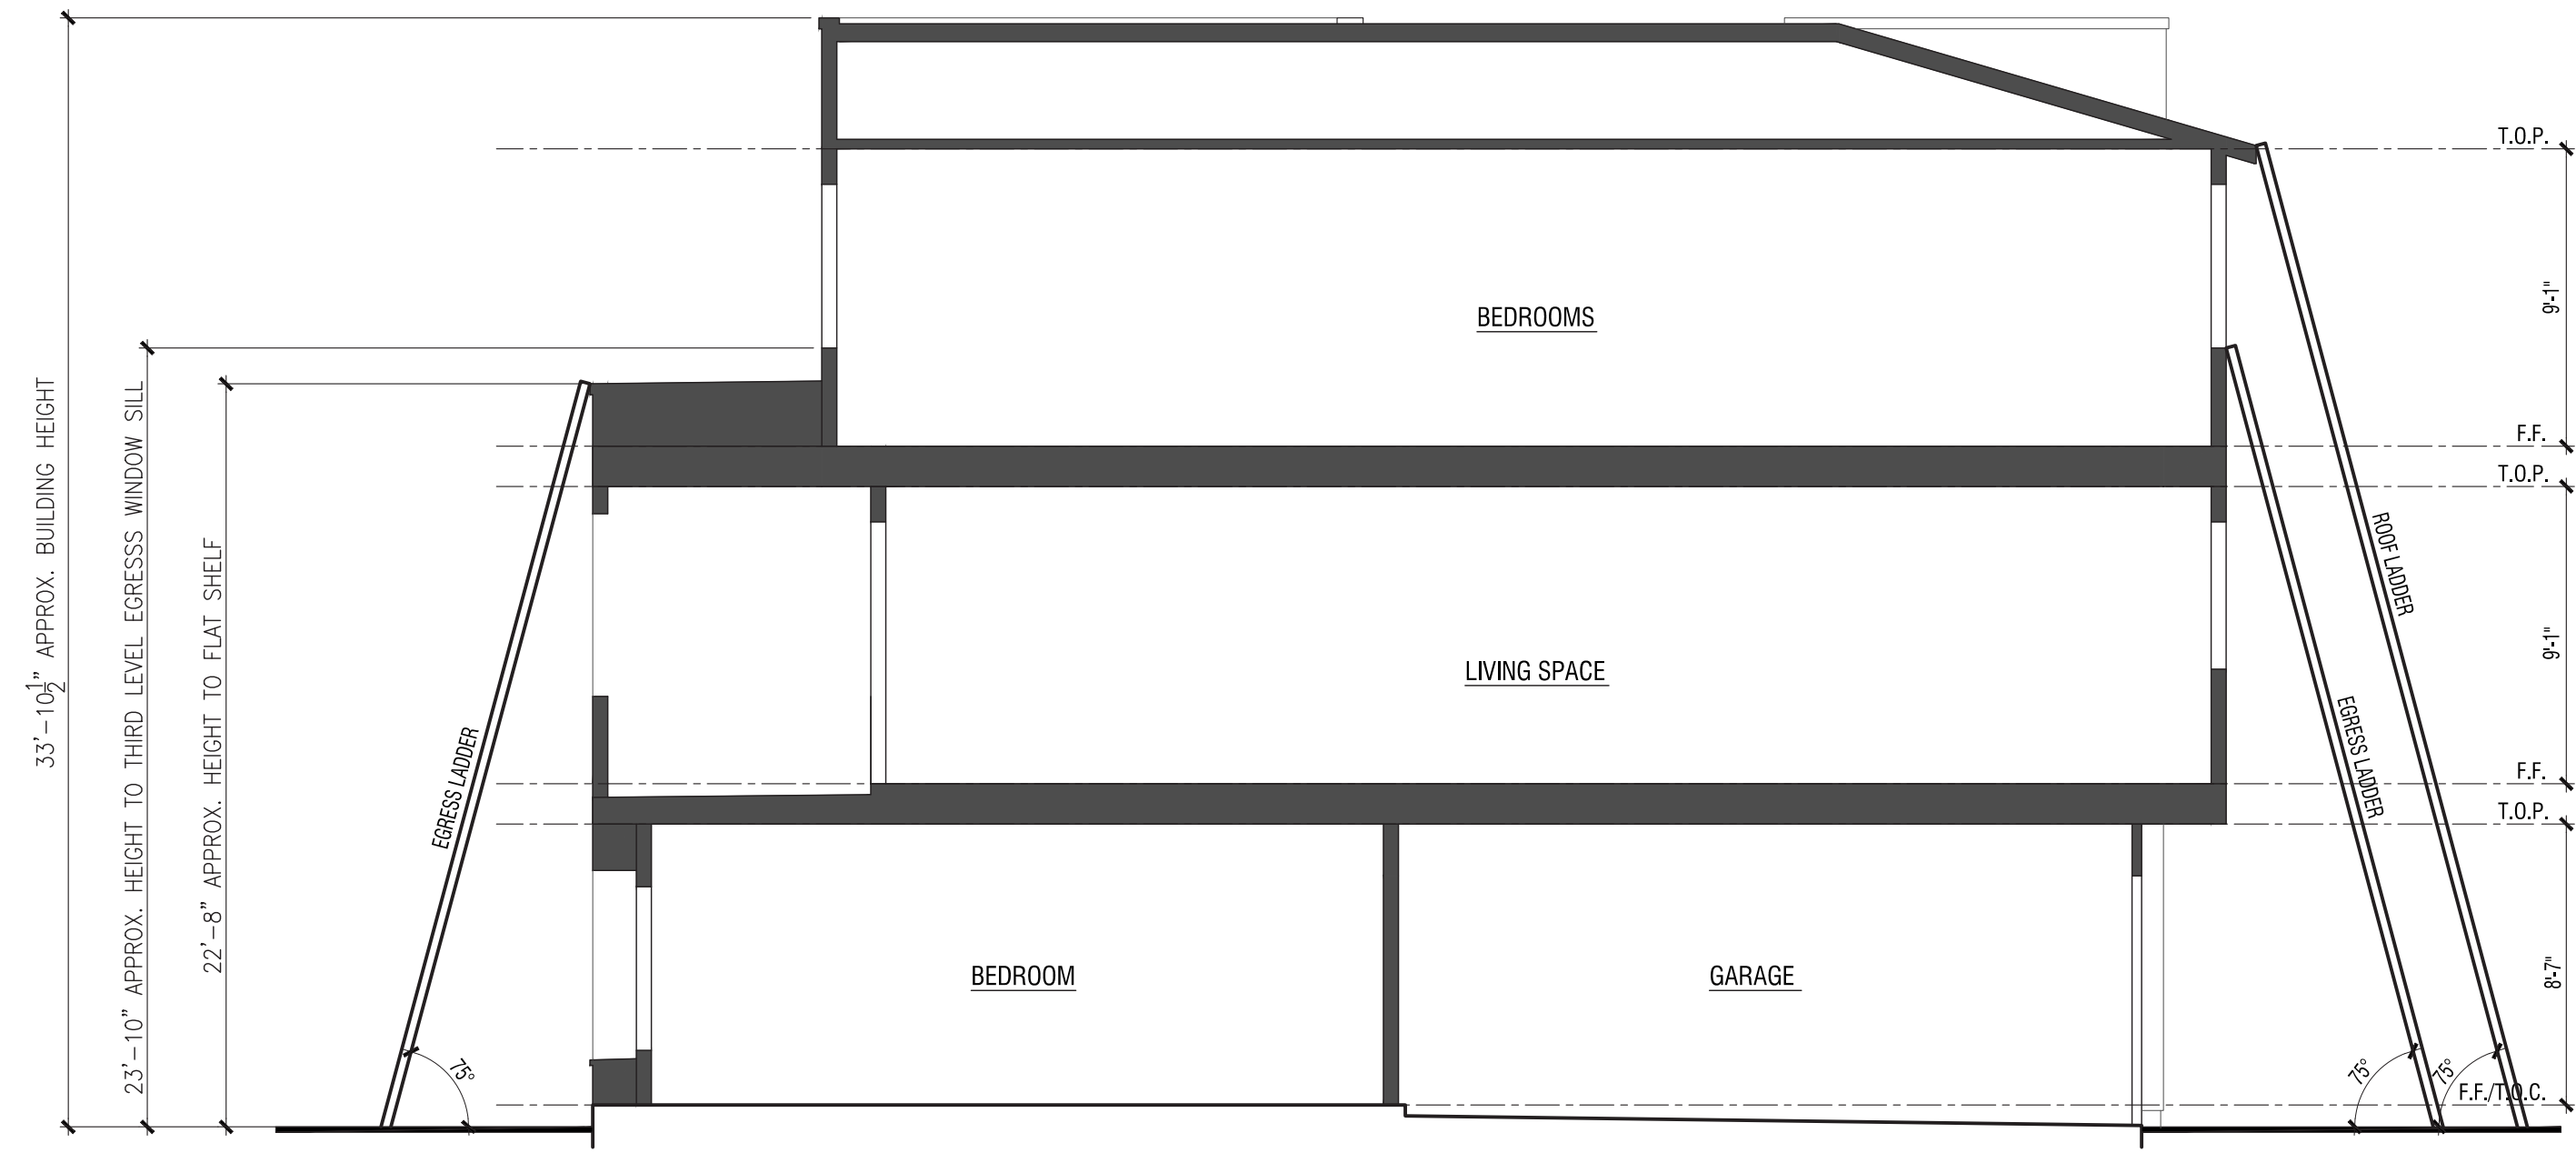 33'-10 1/2" APPROX. BUILDING HEIGHT
23'-10" APPROX. HEIGHT TO THIRD LEVEL EGRESSS WINDOW SILL
22'-8" APPROX. HEIGHT TO FLAT SHELF
EGRESS LADDER
75°
BEDROOMS
LIVING SPACE
BEDROOM
GARAGE
ROOF LADDER
EGRESS LADDER
75°
75°
T.O.P.
9'-1"
F.F.
T.O.P.
9'-1"
F.F.
T.O.P.
8'-7"
F.F./T.O.C.